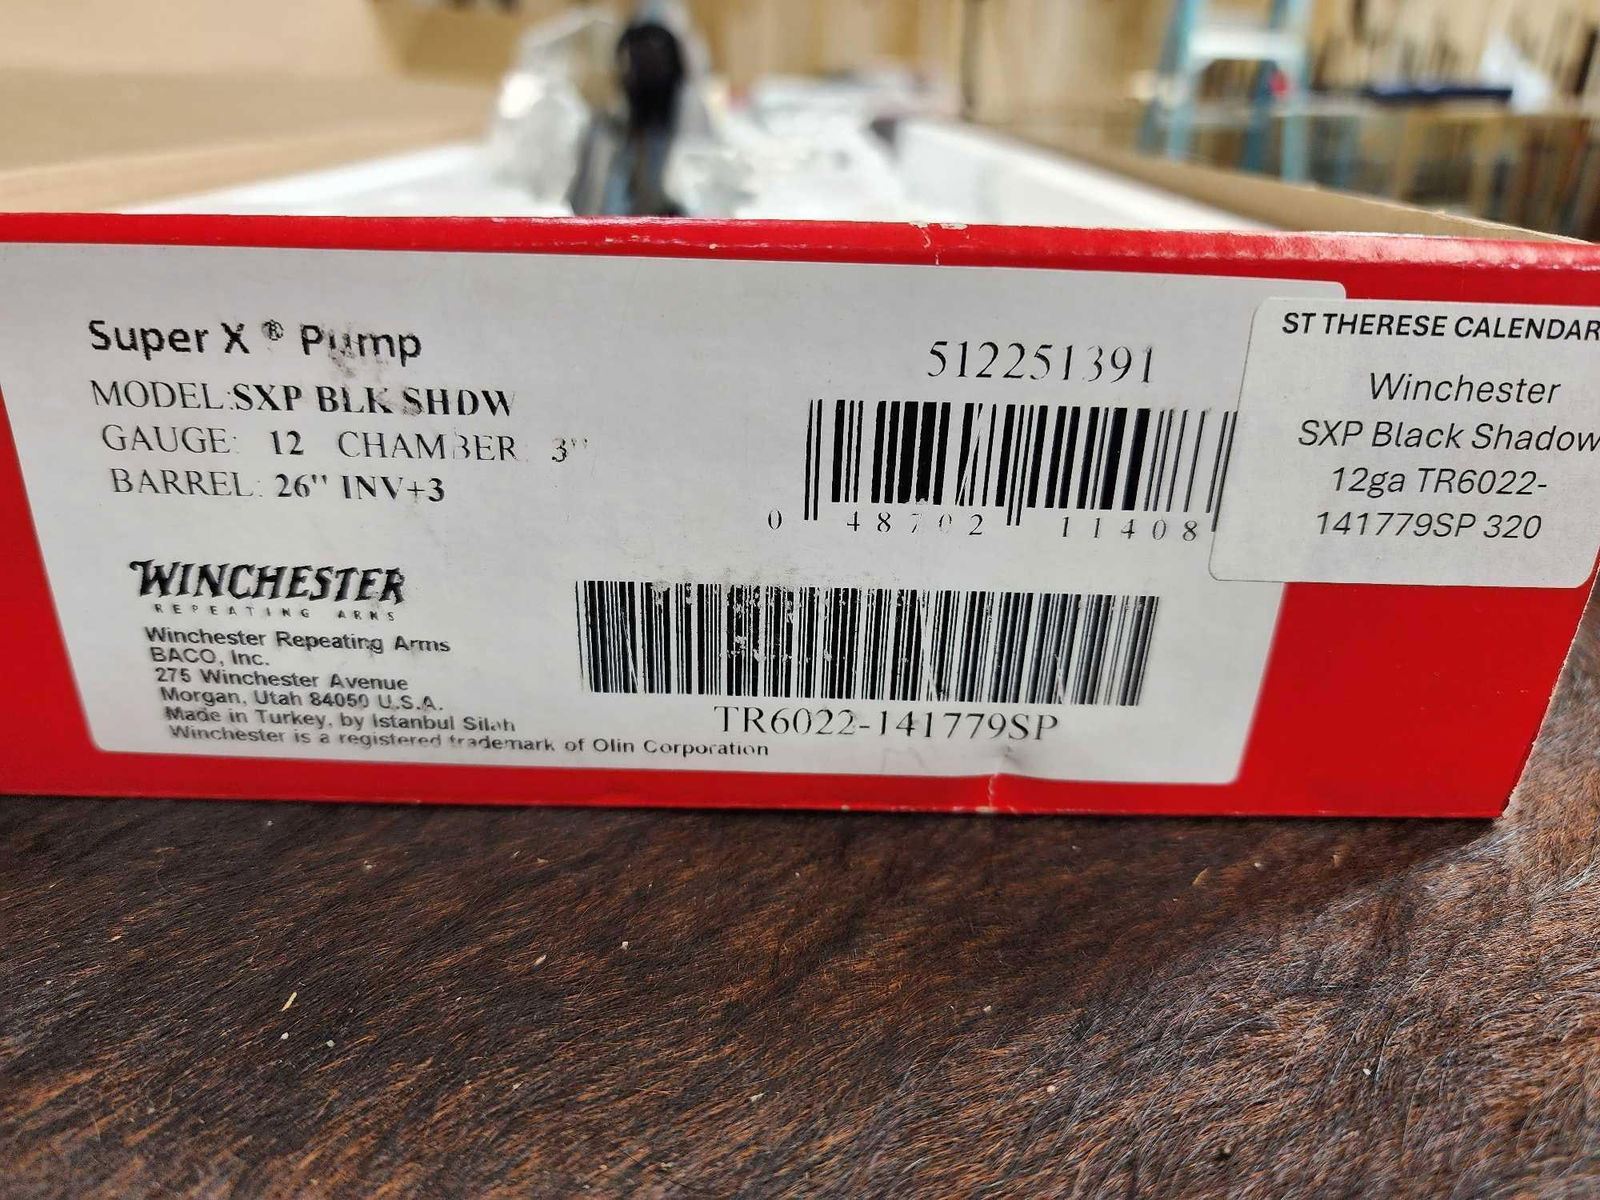 Super X ® Pump
MODEL:SXP BLK SHDW
GAUGE: 12 CHAMBER 3"
BARREL: 26" INV+3
WINCHESTER
REPEATING ARMS
Winchester Repeating Arms
BACO, Inc.
275 Winchester Avenue
Morgan, Utah 84050 U.S.A.
Made in Turkey, by Istanbul Silah
Winchester is a registered trademark of Olin Corporation
512251391
0 48702 11408
TR6022-141779SP
ST THERESE CALENDAR
Winchester
SXP Black Shadow
12ga TR6022-
141779SP 320